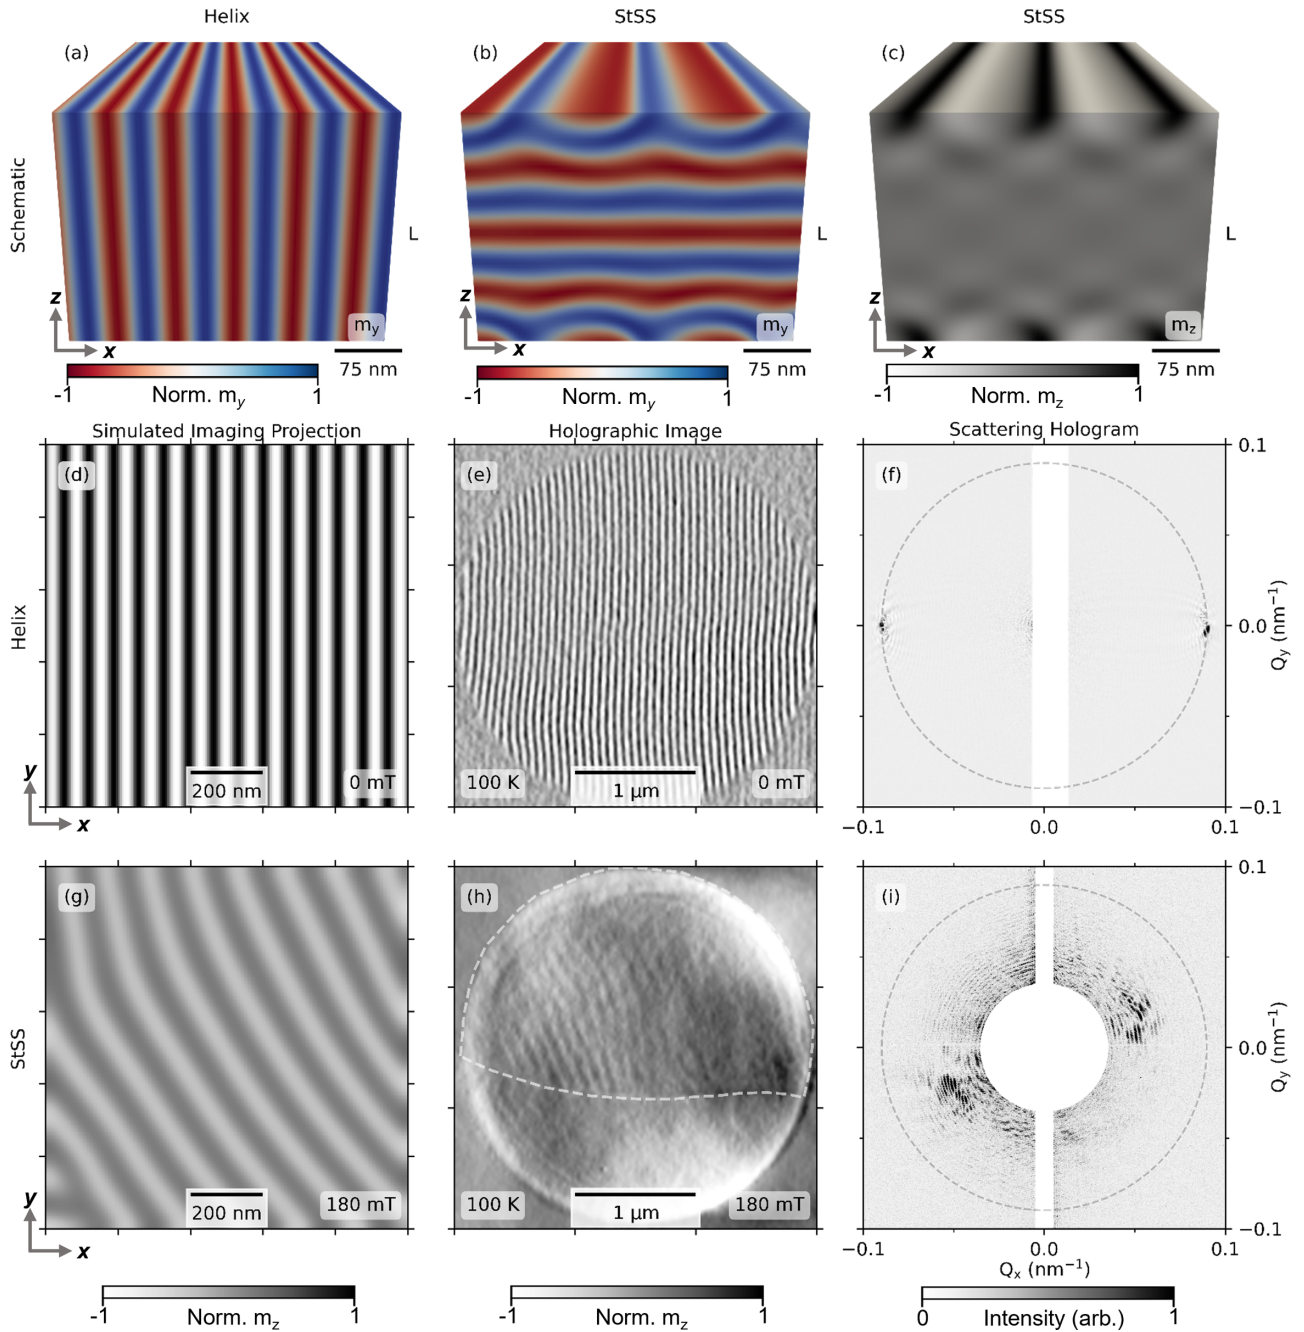 Helix
StSS
StSS
(a)
(b)
(c)
Schematic
L
L
L
z
x
m_y
z
x
m_y
z
x
m_z
75 nm
75 nm
75 nm
-1
Norm. m_y
1
-1
Norm. m_y
1
-1
Norm. m_z
1
Simulated Imaging Projection
Holographic Image
Scattering Hologram
(d)
(e)
(f)
Helix
y
x
200 nm
0 mT
100 K
1 μm
0 mT
0.1
0.0
−0.1
Q_y (nm⁻¹)
−0.1
0.0
0.1
(g)
(h)
(i)
StSS
y
x
200 nm
180 mT
100 K
1 μm
180 mT
0.1
0.0
−0.1
Q_y (nm⁻¹)
−0.1
0.0
0.1
Q_x (nm⁻¹)
-1
Norm. m_z
1
-1
Norm. m_z
1
0
Intensity (arb.)
1